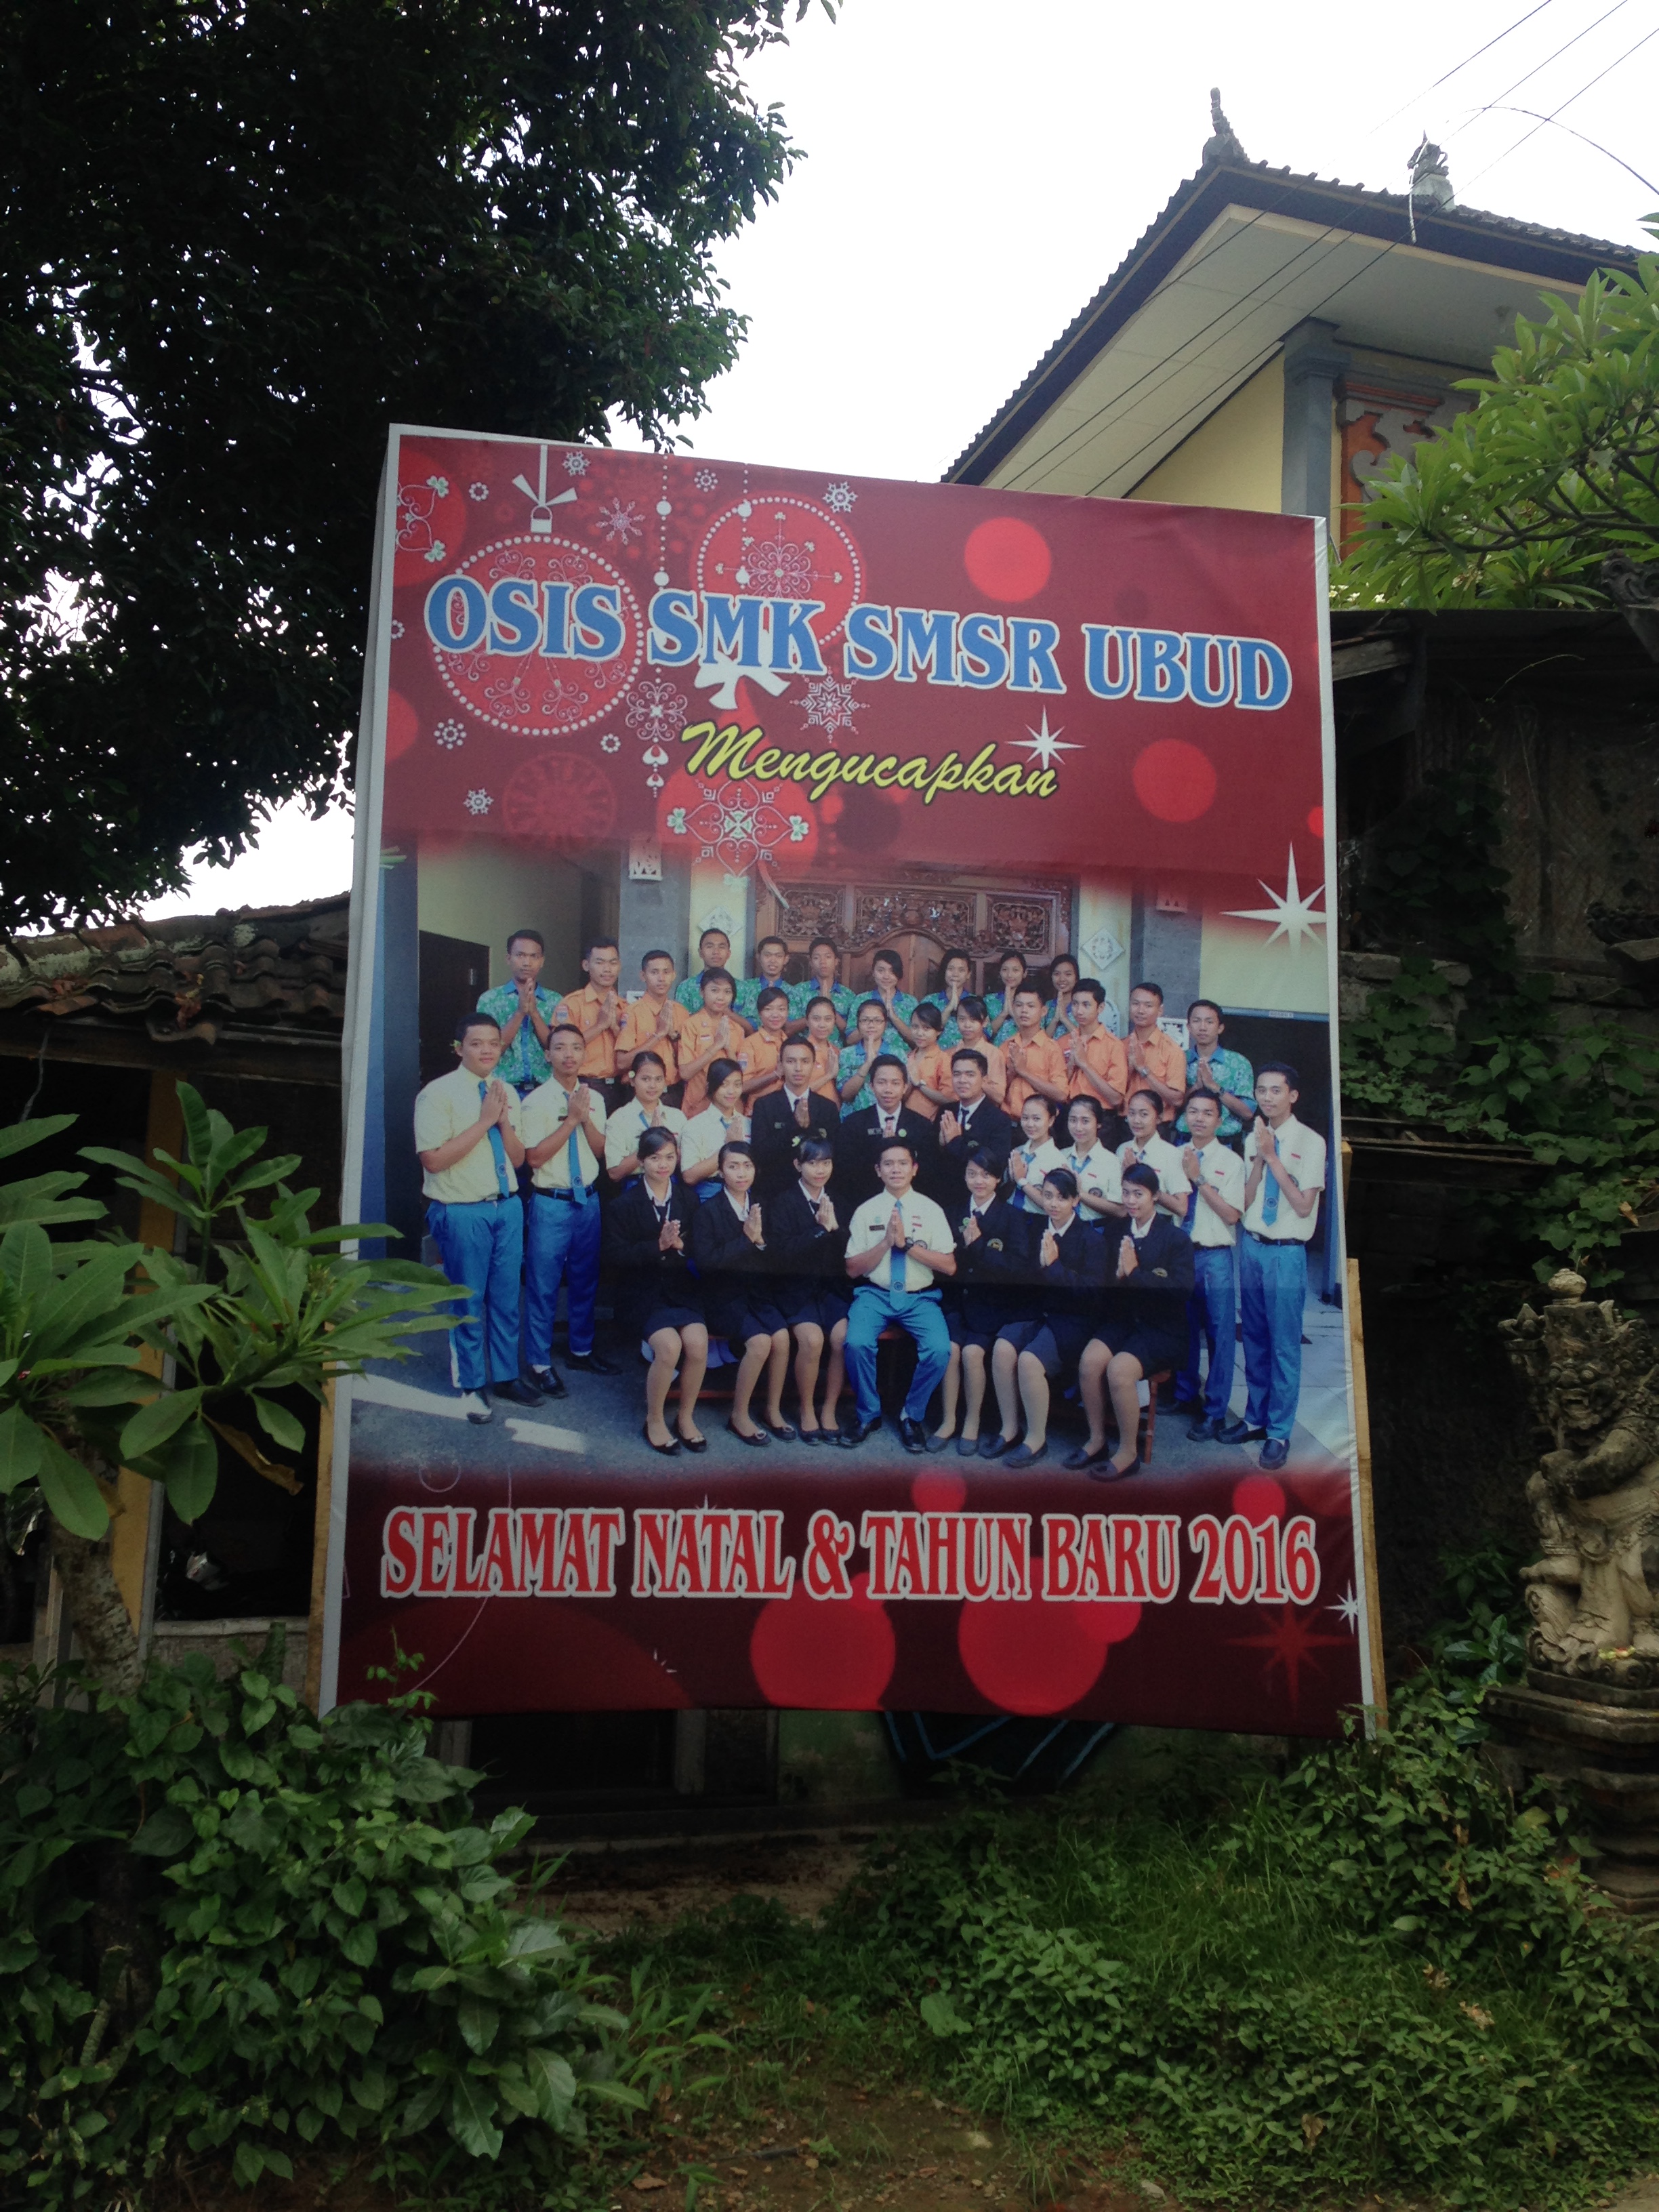 OSIS SMK SMSR UBUD
Mengucapkan
SELAMAT NATAL & TAHUN BARU 2016